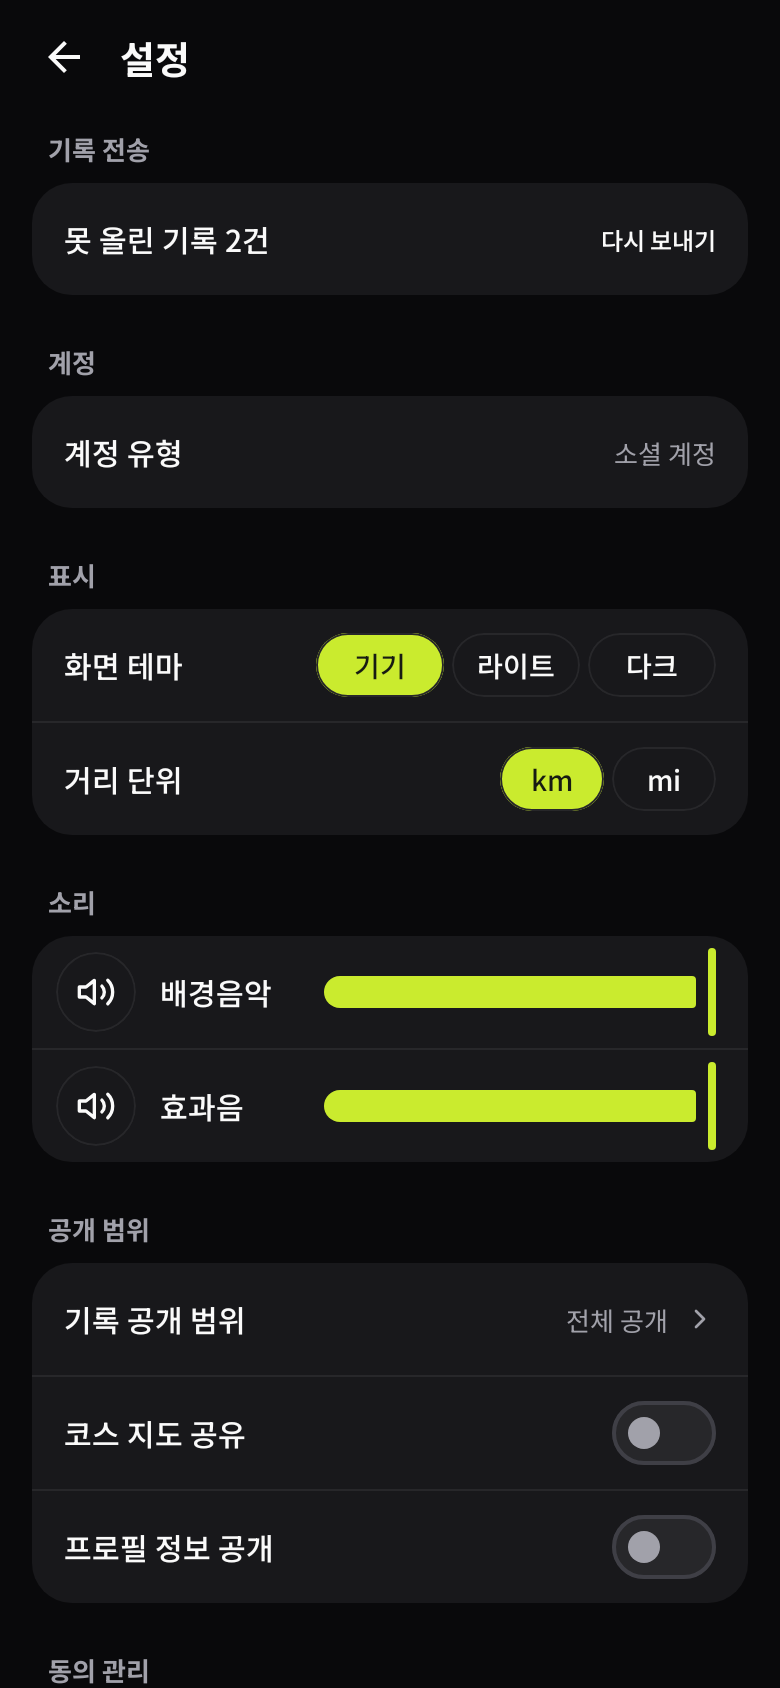 설정
기록 전송
못 올린 기록 2건 다시 보내기
계정
계정 유형 소셜 계정
표시
화면 테마 기기 라이트 다크
거리 단위 km mi
소리
배경음악
효과음
공개 범위
기록 공개 범위 전체 공개
코스 지도 공유
프로필 정보 공개
동의 관리